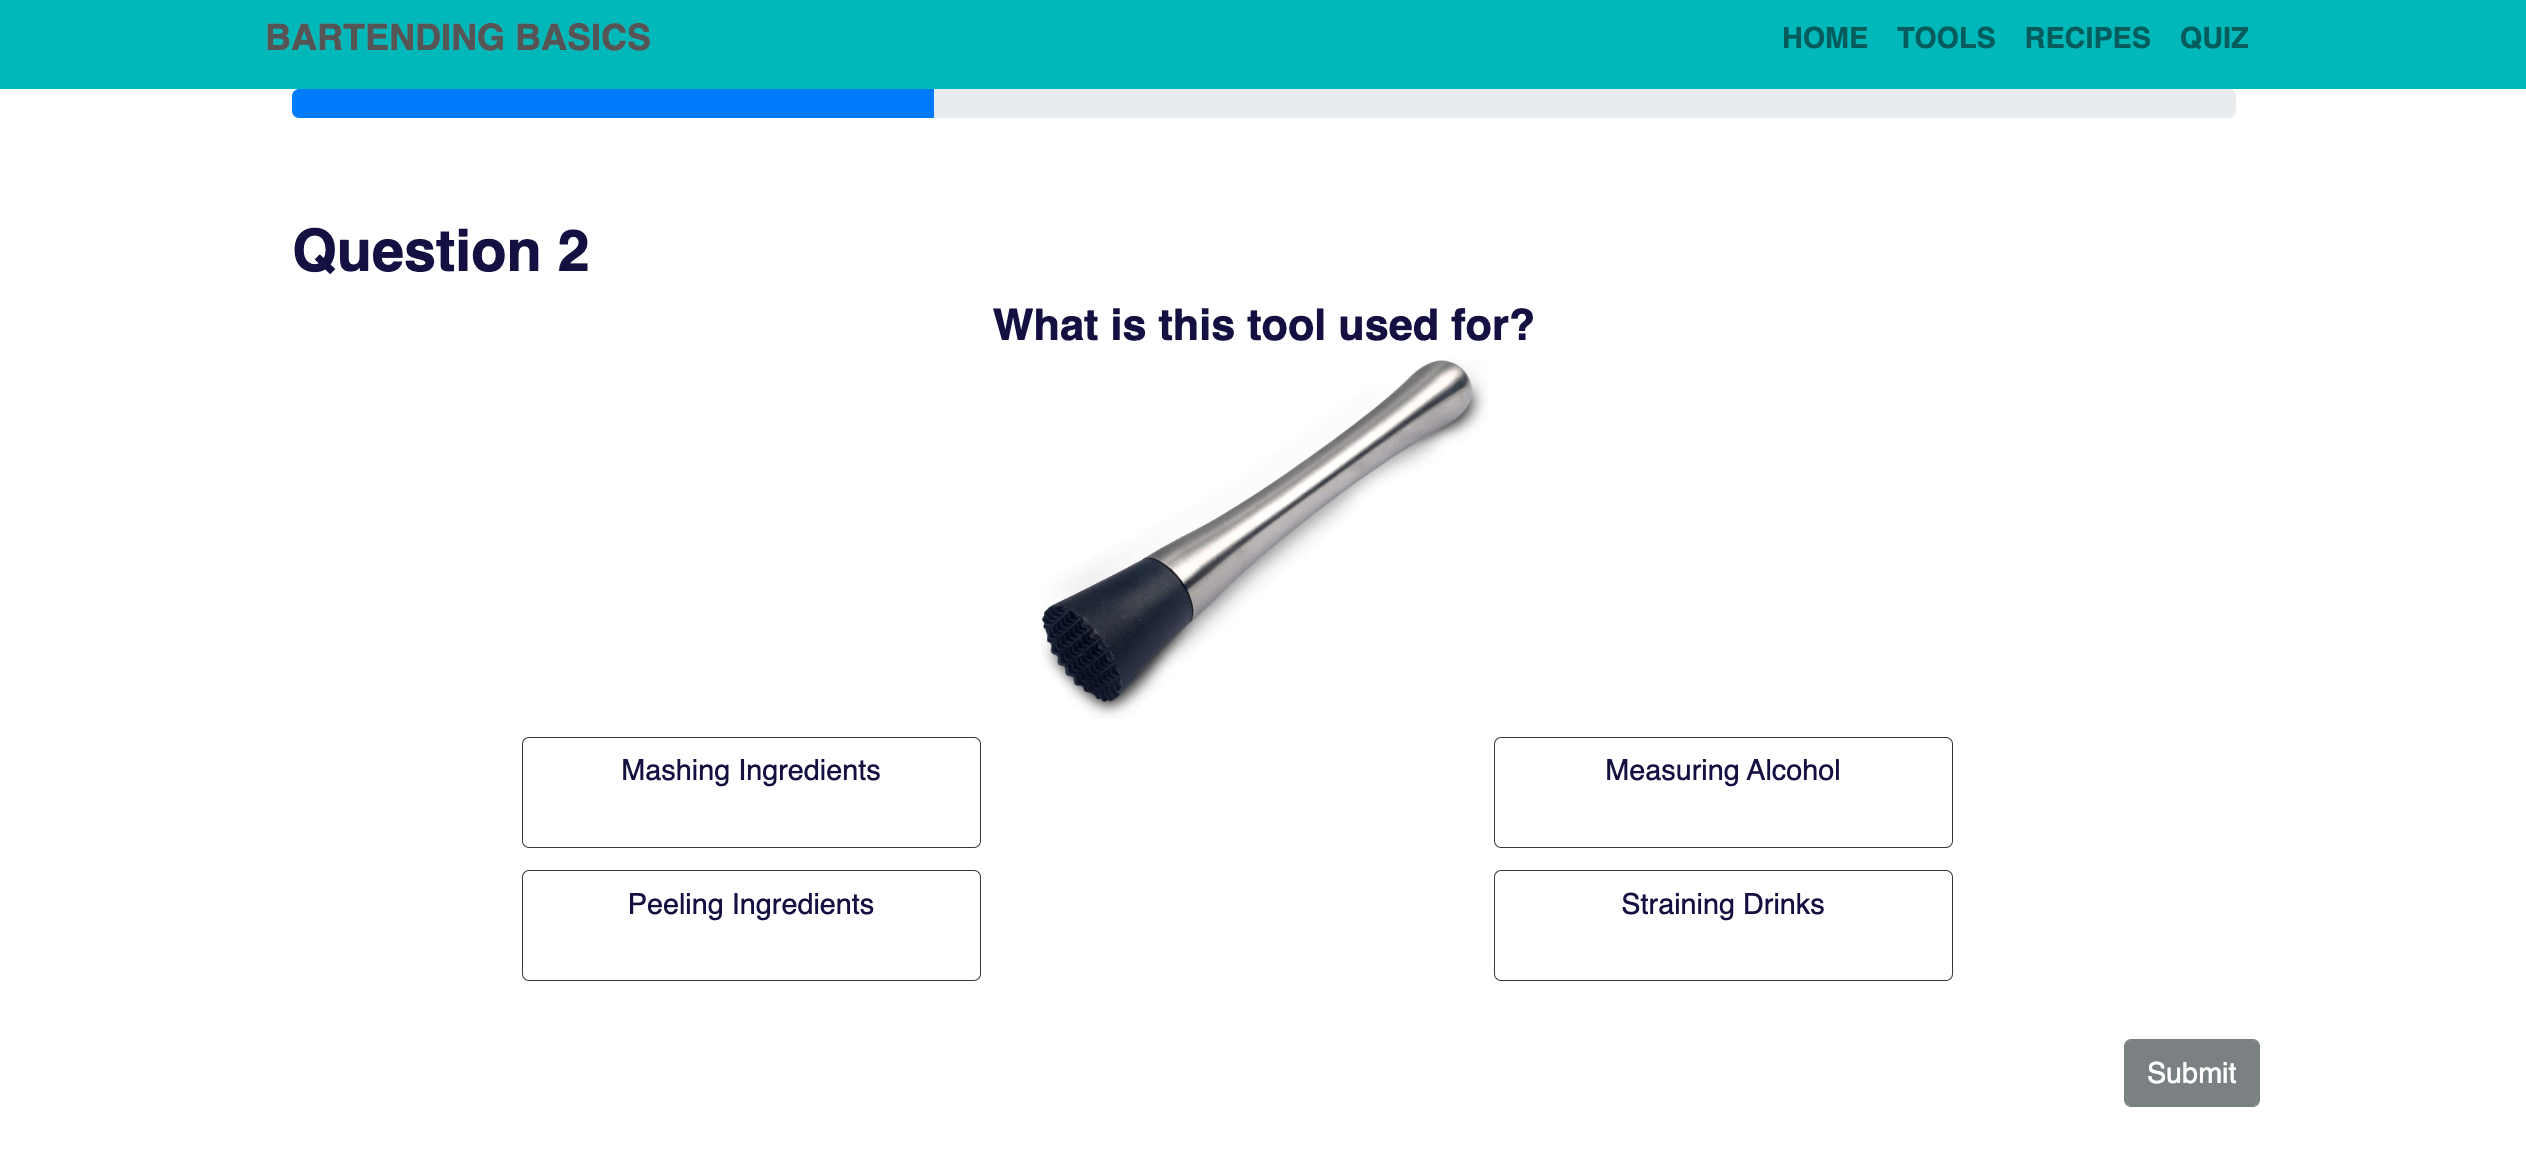 BARTENDING BASICS
HOME TOOLS RECIPES QUIZ
Question 2
What is this tool used for?
Mashing Ingredients
Measuring Alcohol
Peeling Ingredients
Straining Drinks
Submit